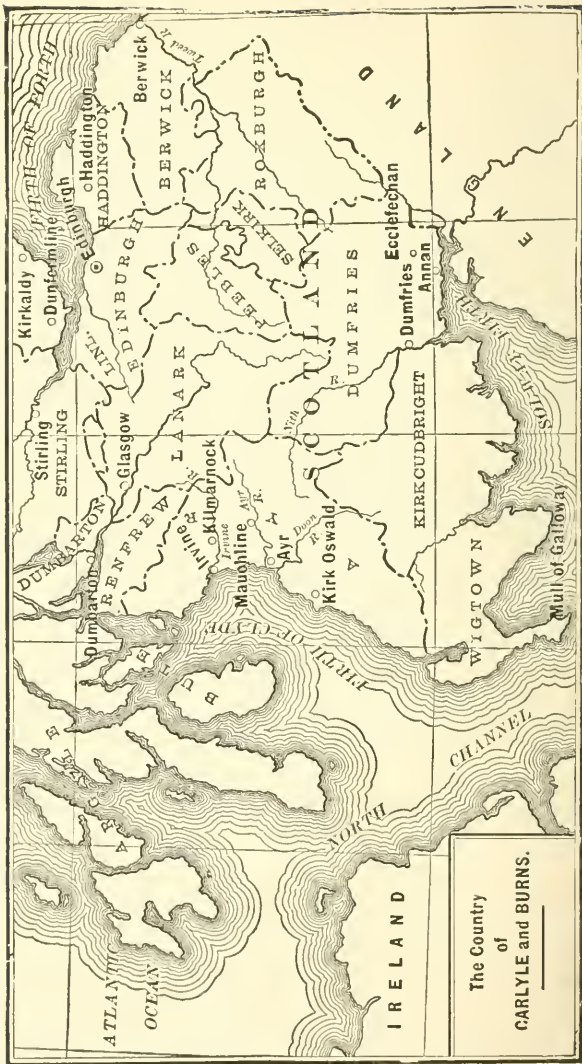 The Country
of
CARLYLE and BURNS.
ATLANTIC
OCEAN
IRELAND
NORTH
CHANNEL
ARGYLE
BUTE
FIRTH OF CLYDE
DUMBARTON
Dumbarton
RENFREW
Stirling
STIRLING
Glasgow
LANARK
Irvine
Kilmarnock
Irvine R.
Mauchline
Ayr R.
Ayr
AYR
Doon R.
Kirk Oswald
WIGTOWN
Mull of Galloway
KIRKCUDBRIGHT
Nith R.
SCOTLAND
DUMFRIES
Dumfries
Annan
Ecclefechan
SOLWAY FIRTH
Kirkaldy
Dunfermline
FIRTH OF FORTH
LINL.
EDINBURGH
Edinburgh
Haddington
HADDINGTON
PEEBLES
SELKIRK
BERWICK
Berwick
Tweed R.
ROXBURGH
ENGLAND